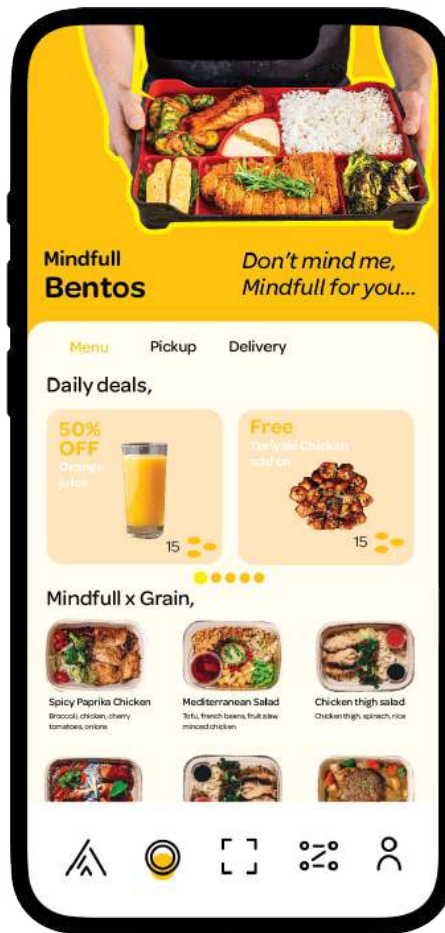 Mindfull
Bentos
Don't mind me,
Mindfull for you...
Menu Pickup Delivery
Daily deals,
50%
OFF
Orange
juice
15
Free
Teriyaki Chicken
add on
15
Mindfull x Grain,
Spicy Paprika Chicken
Broccoli, chicken, cherry
tomatoes, onions
Mediterranean Salad
Tofu, french beans, fruit slaw
minced chicken
Chicken thigh salad
Chicken thigh, spinach, rice